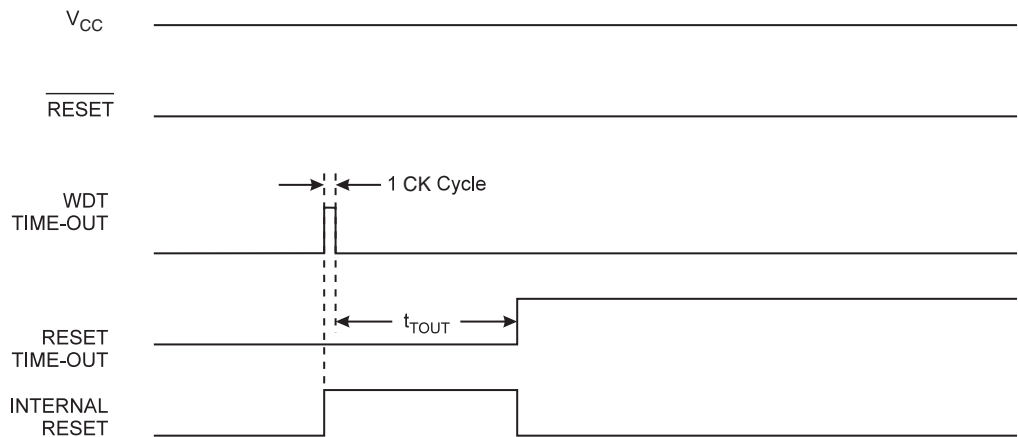 VCC
RESET
1 CK Cycle
WDT
TIME-OUT
tTOUT
RESET
TIME-OUT
INTERNAL
RESET